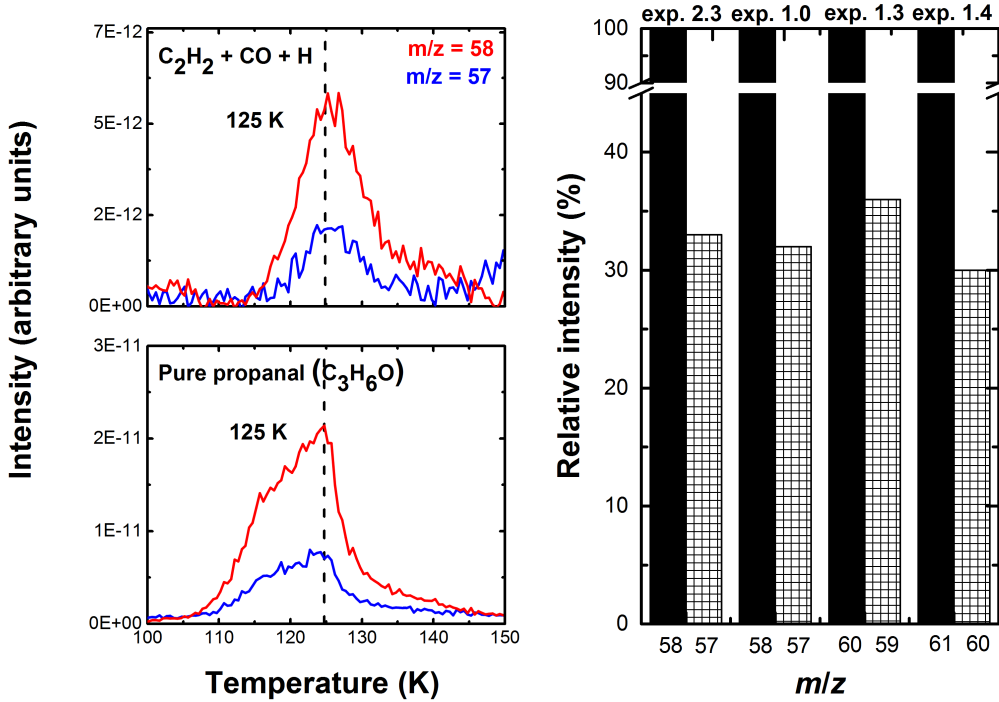 7E-12
C2H2 + CO + H
m/z = 58
m/z = 57
5E-12
125 K
2E-12
0E+00
3E-11
Pure propanal (C3H6O)
125 K
2E-11
1E-11
0E+00
100 110 120 130 140 150
Temperature (K)
Intensity (arbitrary units)
exp. 2.3 exp. 1.0 exp. 1.3 exp. 1.4
100
90
40
30
20
10
0
58 57 58 57 60 59 61 60
m/z
Relative intensity (%)